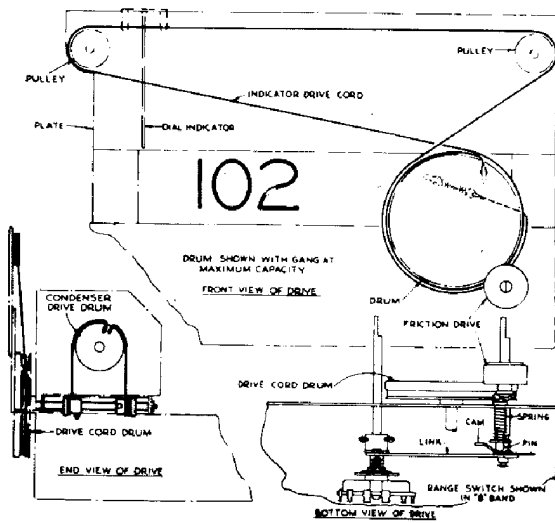 PULLEY
PULLEY
INDICATOR DRIVE CORD
PLATE
DIAL INDICATOR
102
DRUM SHOWN WITH GANG AT
MAXIMUM CAPACITY
FRONT VIEW OF DRIVE
DRUM
FRICTION DRIVE
CONDENSER
DRIVE DRUM
DRIVE CORD DRUM
END VIEW OF DRIVE
DRIVE CORD DRUM
SPRING
CAM
PIN
LINK
RANGE SWITCH SHOWN
IN "B" BAND
BOTTOM VIEW OF DRIVE